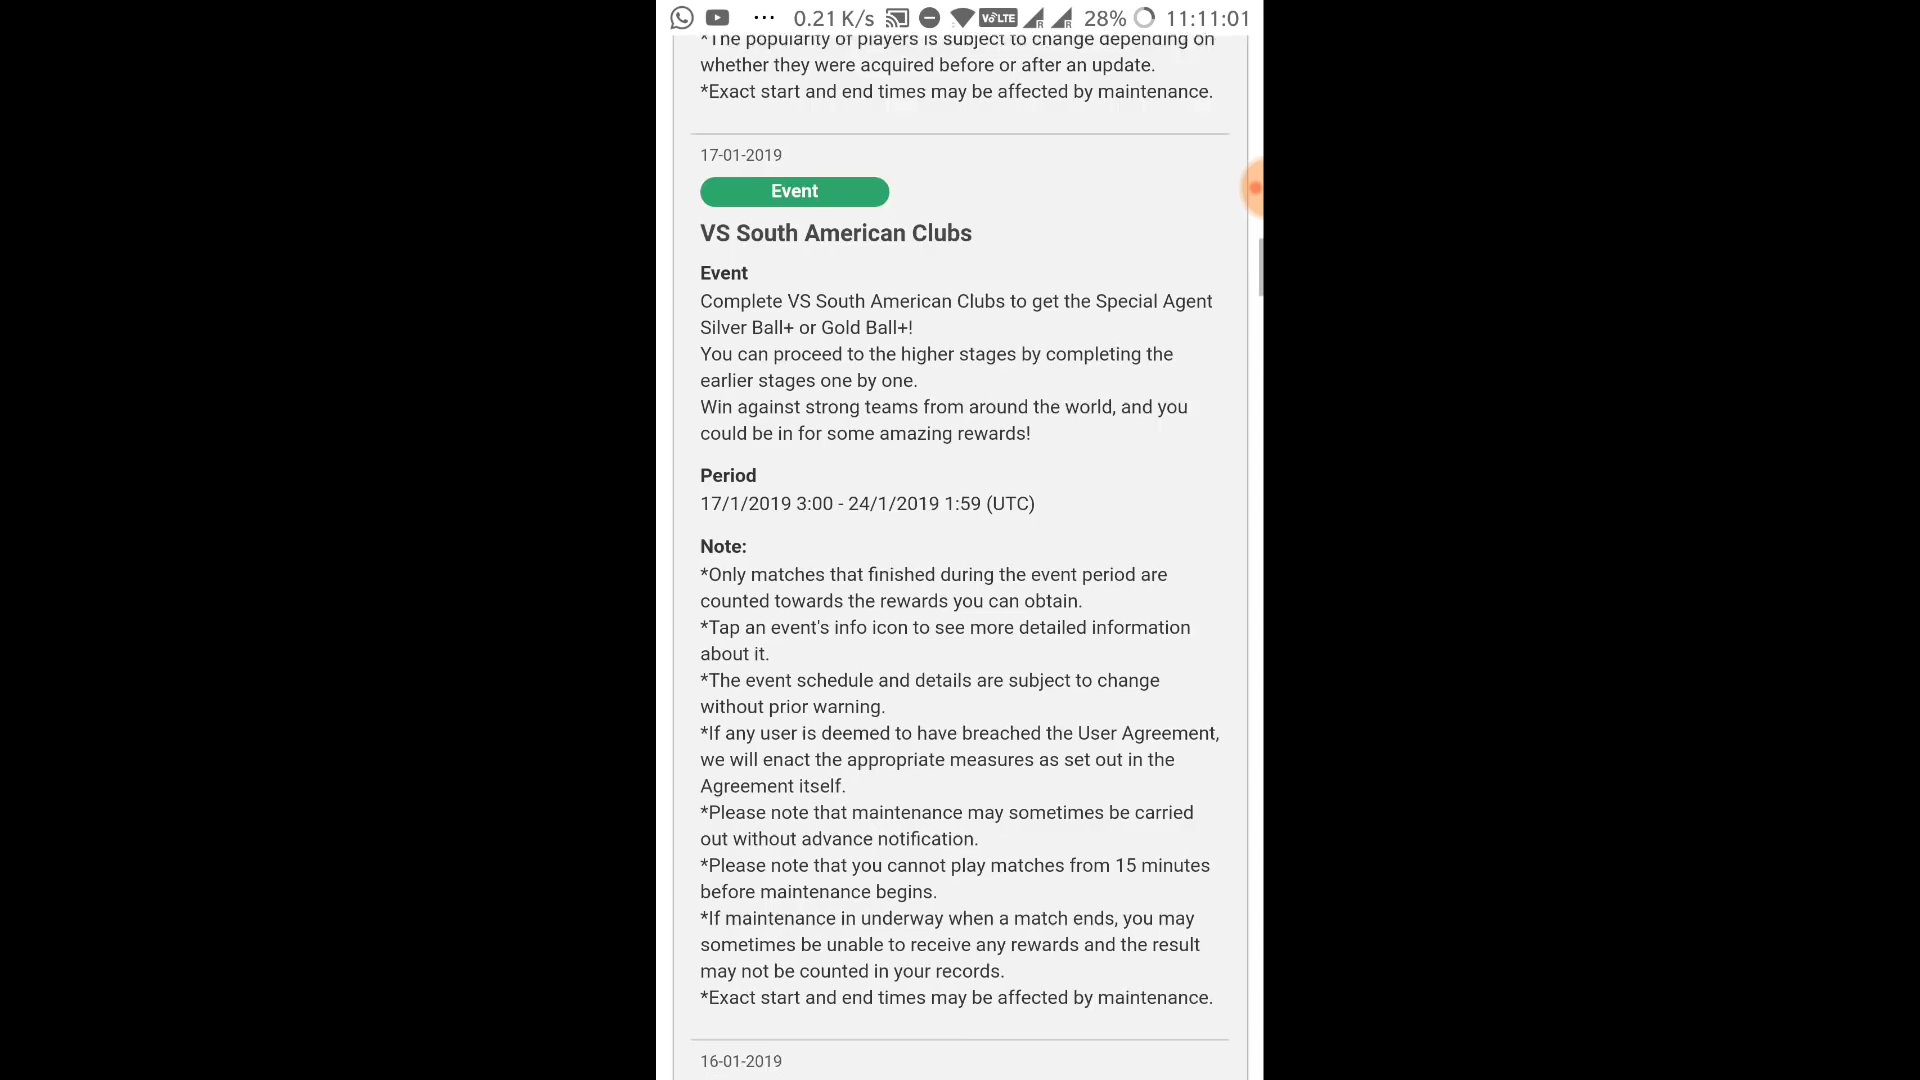 0.21 K/s VoLTE R R 28% 11:11:01
*The popularity of players is subject to change depending on
whether they were acquired before or after an update.
*Exact start and end times may be affected by maintenance.
17-01-2019
Event
VS South American Clubs
Event
Complete VS South American Clubs to get the Special Agent
Silver Ball+ or Gold Ball+!
You can proceed to the higher stages by completing the
earlier stages one by one.
Win against strong teams from around the world, and you
could be in for some amazing rewards!
Period
17/1/2019 3:00 - 24/1/2019 1:59 (UTC)
Note:
*Only matches that finished during the event period are
counted towards the rewards you can obtain.
*Tap an event's info icon to see more detailed information
about it.
*The event schedule and details are subject to change
without prior warning.
*If any user is deemed to have breached the User Agreement,
we will enact the appropriate measures as set out in the
Agreement itself.
*Please note that maintenance may sometimes be carried
out without advance notification.
*Please note that you cannot play matches from 15 minutes
before maintenance begins.
*If maintenance in underway when a match ends, you may
sometimes be unable to receive any rewards and the result
may not be counted in your records.
*Exact start and end times may be affected by maintenance.
16-01-2019